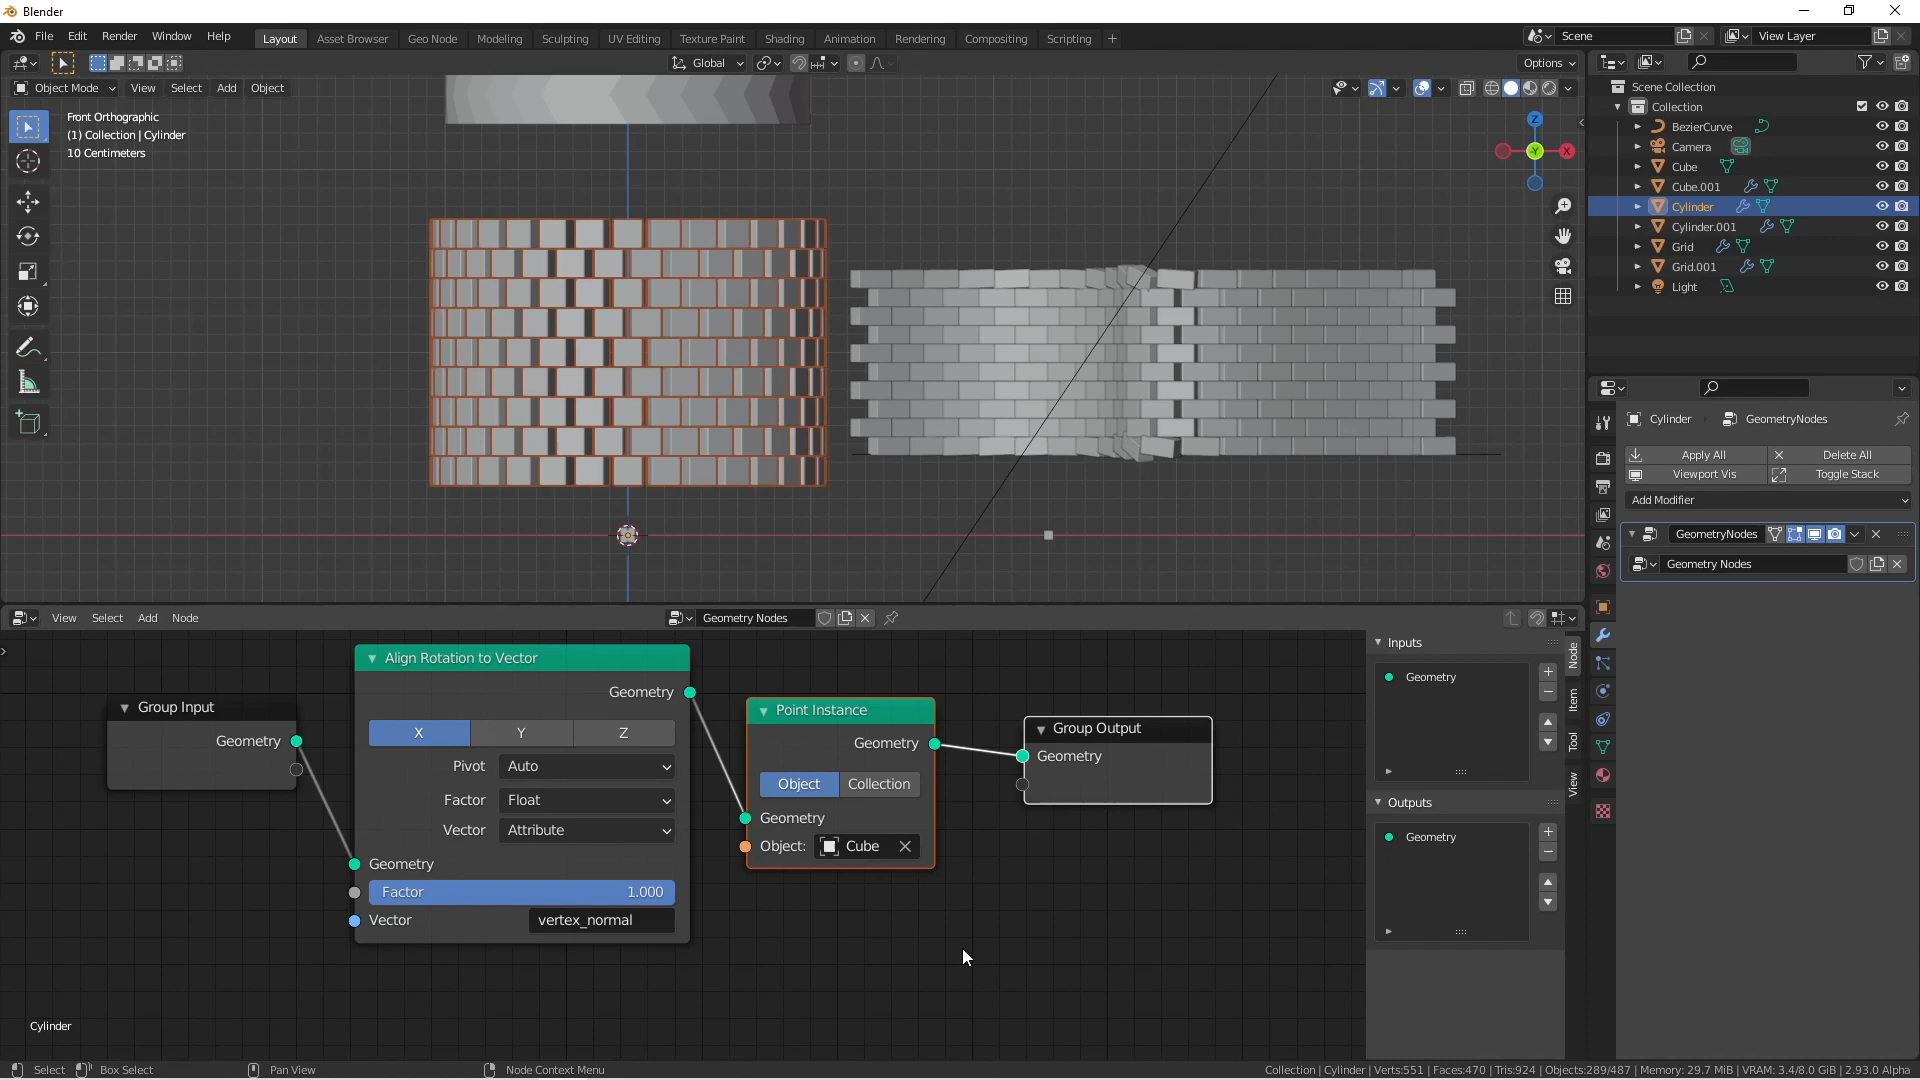 Blender
File Edit Render Window Help Layout Asset Browser Geo Node Modeling Sculpting UV Editing Texture Paint Shading Animation Rendering Compositing Scripting + Scene View Layer
Global Options
Object Mode View Select Add Object
Front Orthographic
(1) Collection | Cylinder
10 Centimeters
Z
Y
X
Scene Collection
Collection
BezierCurve
Camera
Cube
Cube.001
Cylinder
Cylinder.001
Grid
Grid.001
Light
Cylinder GeometryNodes
Apply All Delete All
Viewport Vis Toggle Stack
Add Modifier
GeometryNodes
Geometry Nodes
View Select Add Node Geometry Nodes
Group Input
Geometry
Align Rotation to Vector
Geometry
X Y Z
Pivot Auto
Factor Float
Vector Attribute
Geometry
Factor 1.000
Vector vertex_normal
Point Instance
Geometry
Object Collection
Geometry
Object: Cube
Group Output
Geometry
Inputs
Geometry
Outputs
Geometry
Node
Item
Tool
View
Cylinder
Select Box Select Pan View Node Context Menu Collection | Cylinder | Verts:551 | Faces:470 | Tris:924 | Objects:289/487 | Memory: 29.7 MiB | VRAM: 3.4/8.0 GiB | 2.93.0 Alpha